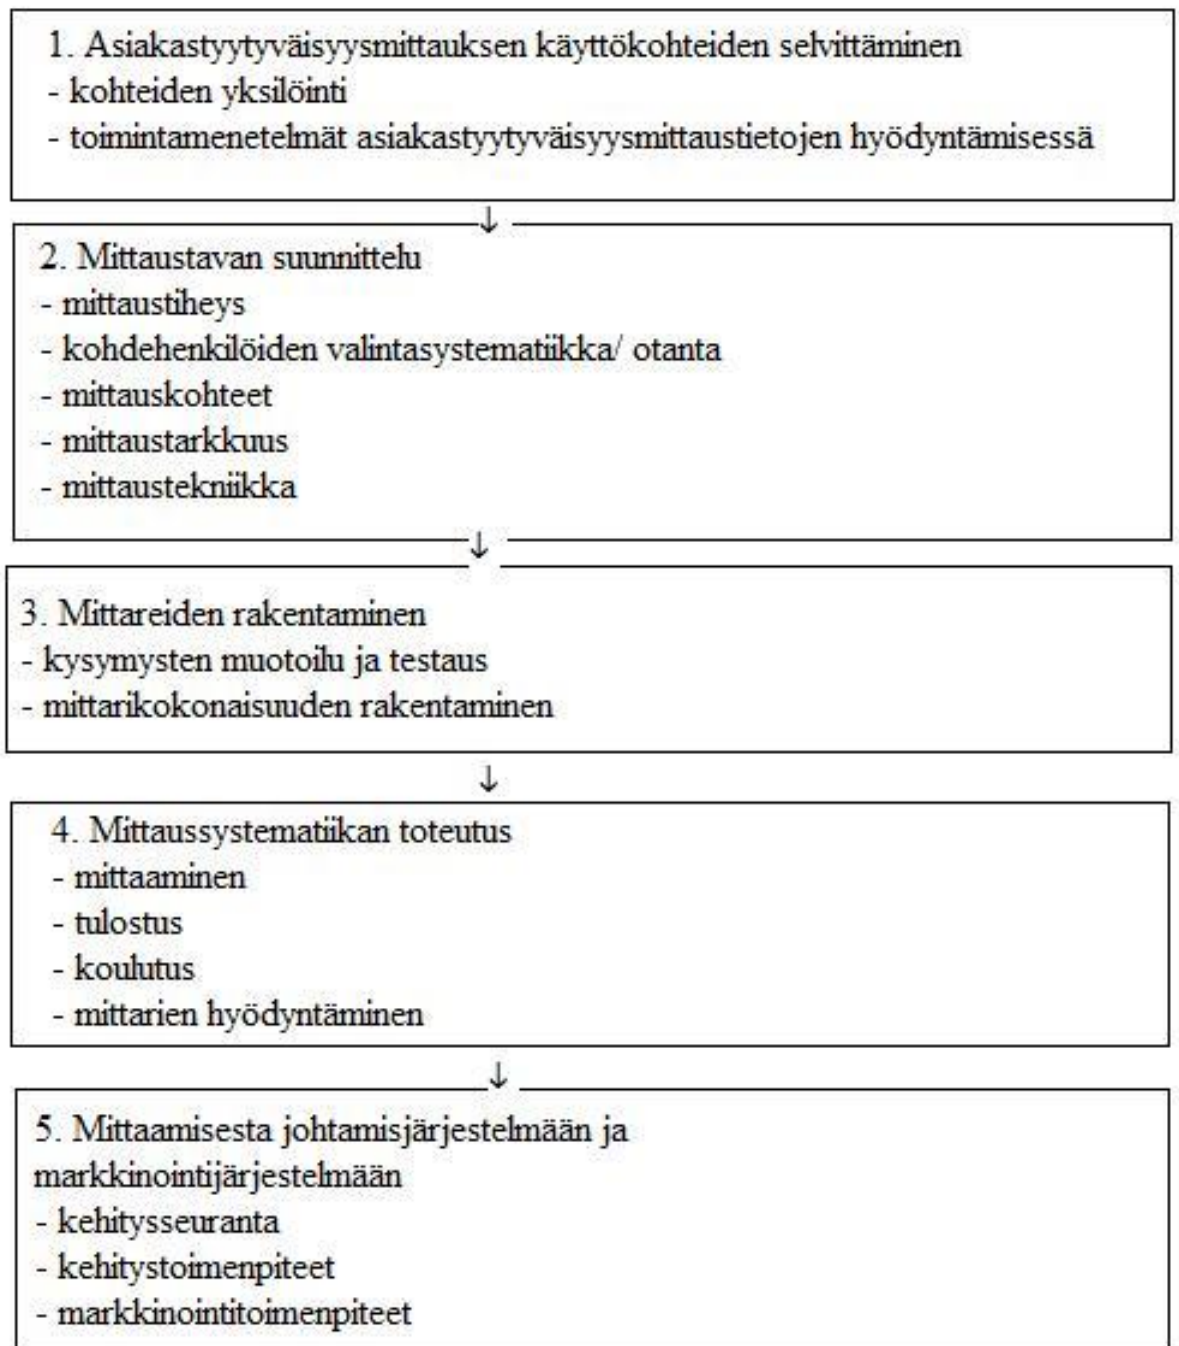 1. Asiakastyytyväisyysmittauksen käyttökohteiden selvittäminen
- kohteiden yksilöinti
- toimintamenetelmät asiakastyytyväisyysmittaustietojen hyödyntämisessä
↓
2. Mittaustavan suunnittelu
- mittaustiheys
- kohdehenkilöiden valintasystematiikka/ otanta
- mittauskohteet
- mittaustarkkuus
- mittaustekniikka
↓
3. Mittareiden rakentaminen
- kysymysten muotoilu ja testaus
- mittarikokonaisuuden rakentaminen
↓
4. Mittaussystematiikan toteutus
- mittaaminen
- tulostus
- koulutus
- mittarien hyödyntäminen
↓
5. Mittaamisesta johtamisjärjestelmään ja
markkinointijärjestelmään
- kehitysseuranta
- kehitystoimenpiteet
- markkinointitoimenpiteet